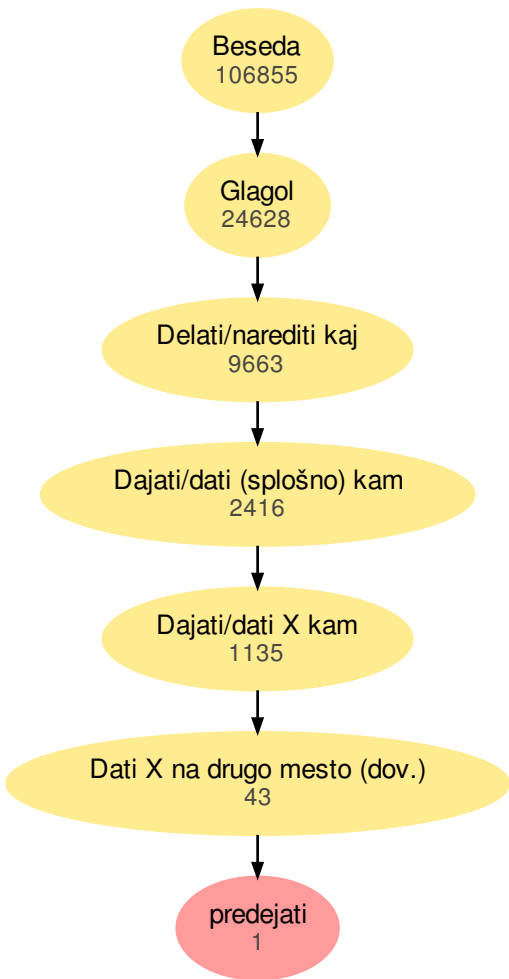 Beseda
106855
Glagol
24628
Delati/narediti kaj
9663
Dajati/dati (splošno) kam
2416
Dajati/dati X kam
1135
Dati X na drugo mesto (dov.)
43
predejati
1